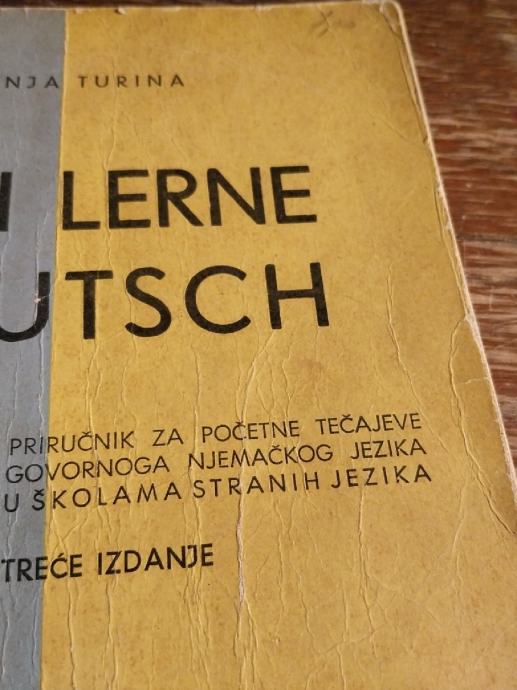 NJA TURINA
LERNE
UTSCH
PRIRUČNIK ZA POČETNE TEČAJEVE
GOVORNOGA NJEMAČKOG JEZIKA
U ŠKOLAMA STRANIH JEZIKA
TREĆE IZDANJE